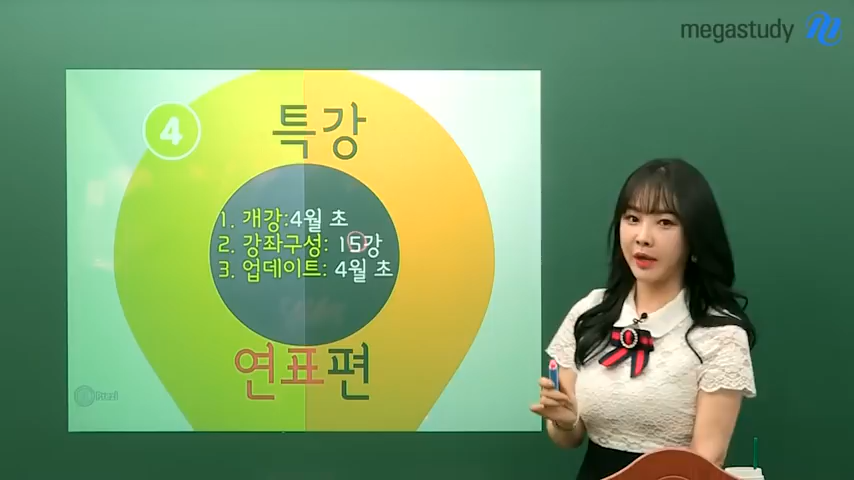 megastudy
4
특강
1. 개강:4월 초
2. 강좌구성: 15강
3. 업데이트: 4월 초
연표편